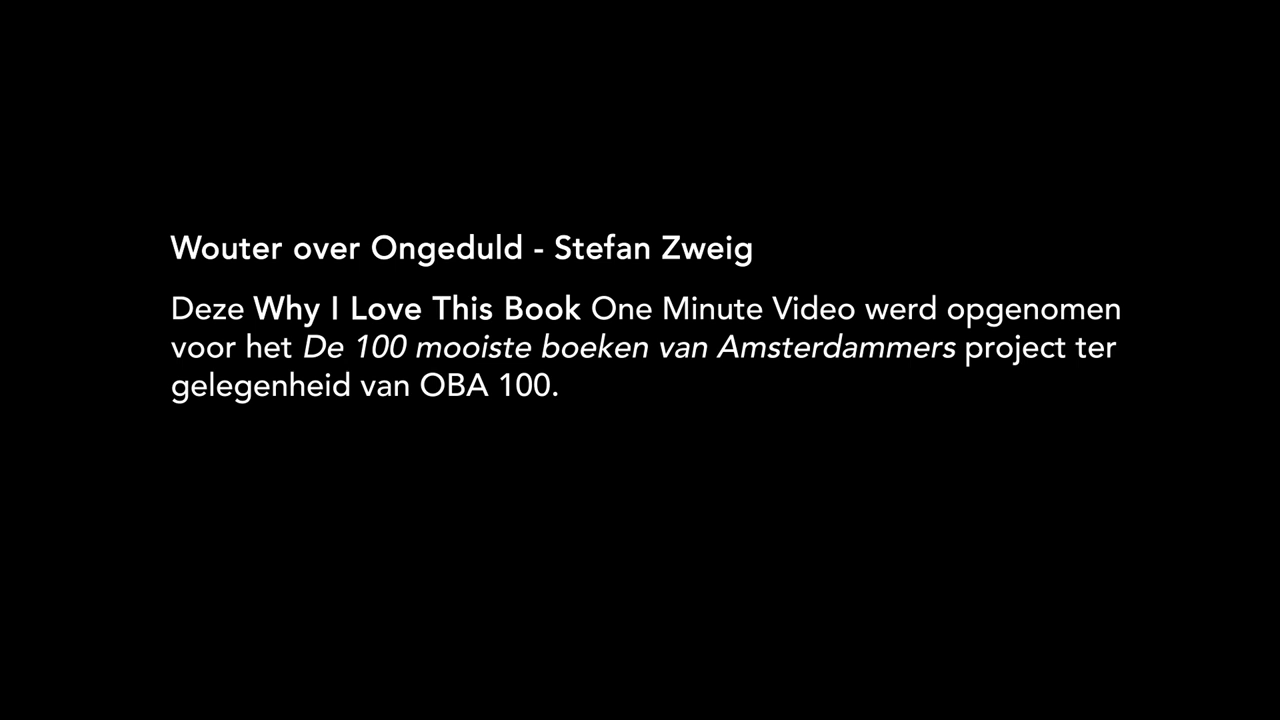 Wouter over Ongeduld - Stefan Zweig
Deze Why I Love This Book One Minute Video werd opgenomen
voor het De 100 mooiste boeken van Amsterdammers project ter
gelegenheid van OBA 100.